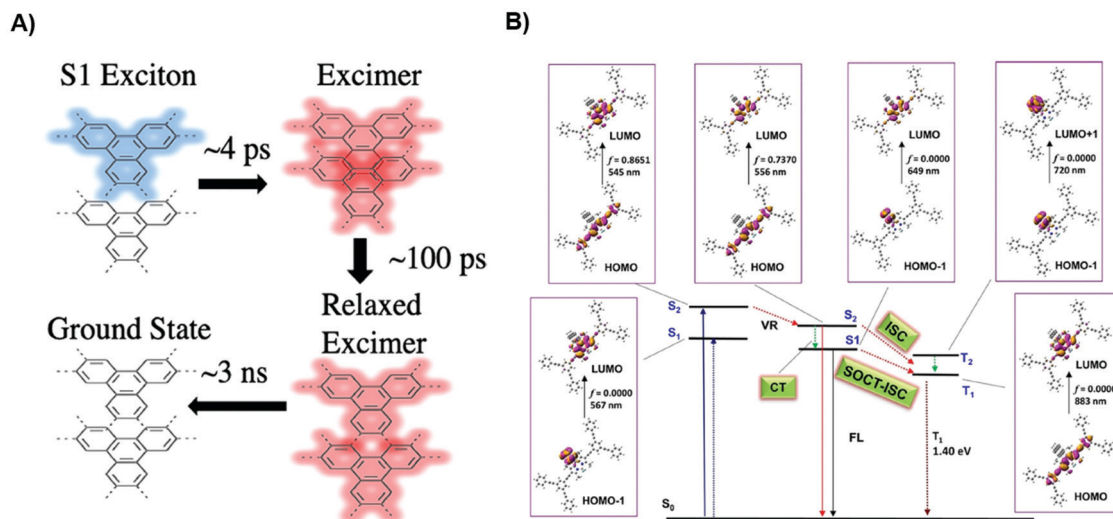 A)
S1 Exciton
Excimer
~4 ps
~100 ps
Ground State
Relaxed
Excimer
~3 ns
B)
LUMO
f = 0.8651
545 nm
HOMO
LUMO
f = 0.7370
556 nm
HOMO
LUMO
f = 0.0000
649 nm
HOMO-1
LUMO+1
f = 0.0000
720 nm
HOMO-1
LUMO
f = 0.0000
567 nm
HOMO-1
S2
S1
VR
S2
S1
CT
ISC
SOCT-ISC
T2
T1
FL
T1
1.40 eV
S0
LUMO
f = 0.0000
883 nm
HOMO